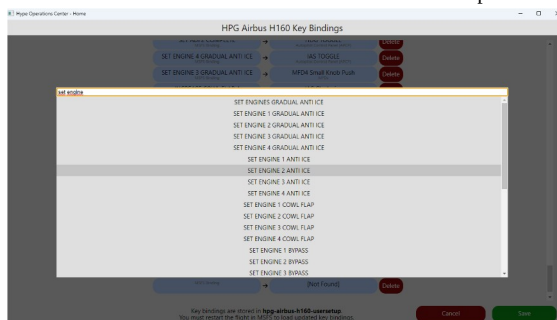 Hype Operations Center - Home
HPG Airbus H160 Key Bindings
Delete
SET ENGINE 4 GRADUAL ANTI ICE → IAS TOGGLE Delete
SET ENGINE 3 GRADUAL ANTI ICE → MFD4 Small Knob Push Delete
set engine
SET ENGINES GRADUAL ANTI ICE
SET ENGINE 1 GRADUAL ANTI ICE
SET ENGINE 2 GRADUAL ANTI ICE
SET ENGINE 3 GRADUAL ANTI ICE
SET ENGINE 4 GRADUAL ANTI ICE
SET ENGINE 1 ANTI ICE
SET ENGINE 2 ANTI ICE
SET ENGINE 3 ANTI ICE
SET ENGINE 4 ANTI ICE
SET ENGINE 1 COWL FLAP
SET ENGINE 2 COWL FLAP
SET ENGINE 3 COWL FLAP
SET ENGINE 4 COWL FLAP
SET ENGINE 1 BYPASS
SET ENGINE 2 BYPASS
SET ENGINE 3 BYPASS
→ [Not Found] Delete
Key bindings are stored in hpg-airbus-h160-usersetup
You must restart the flight in MSFS to load updated key bindings.
Cancel
Save